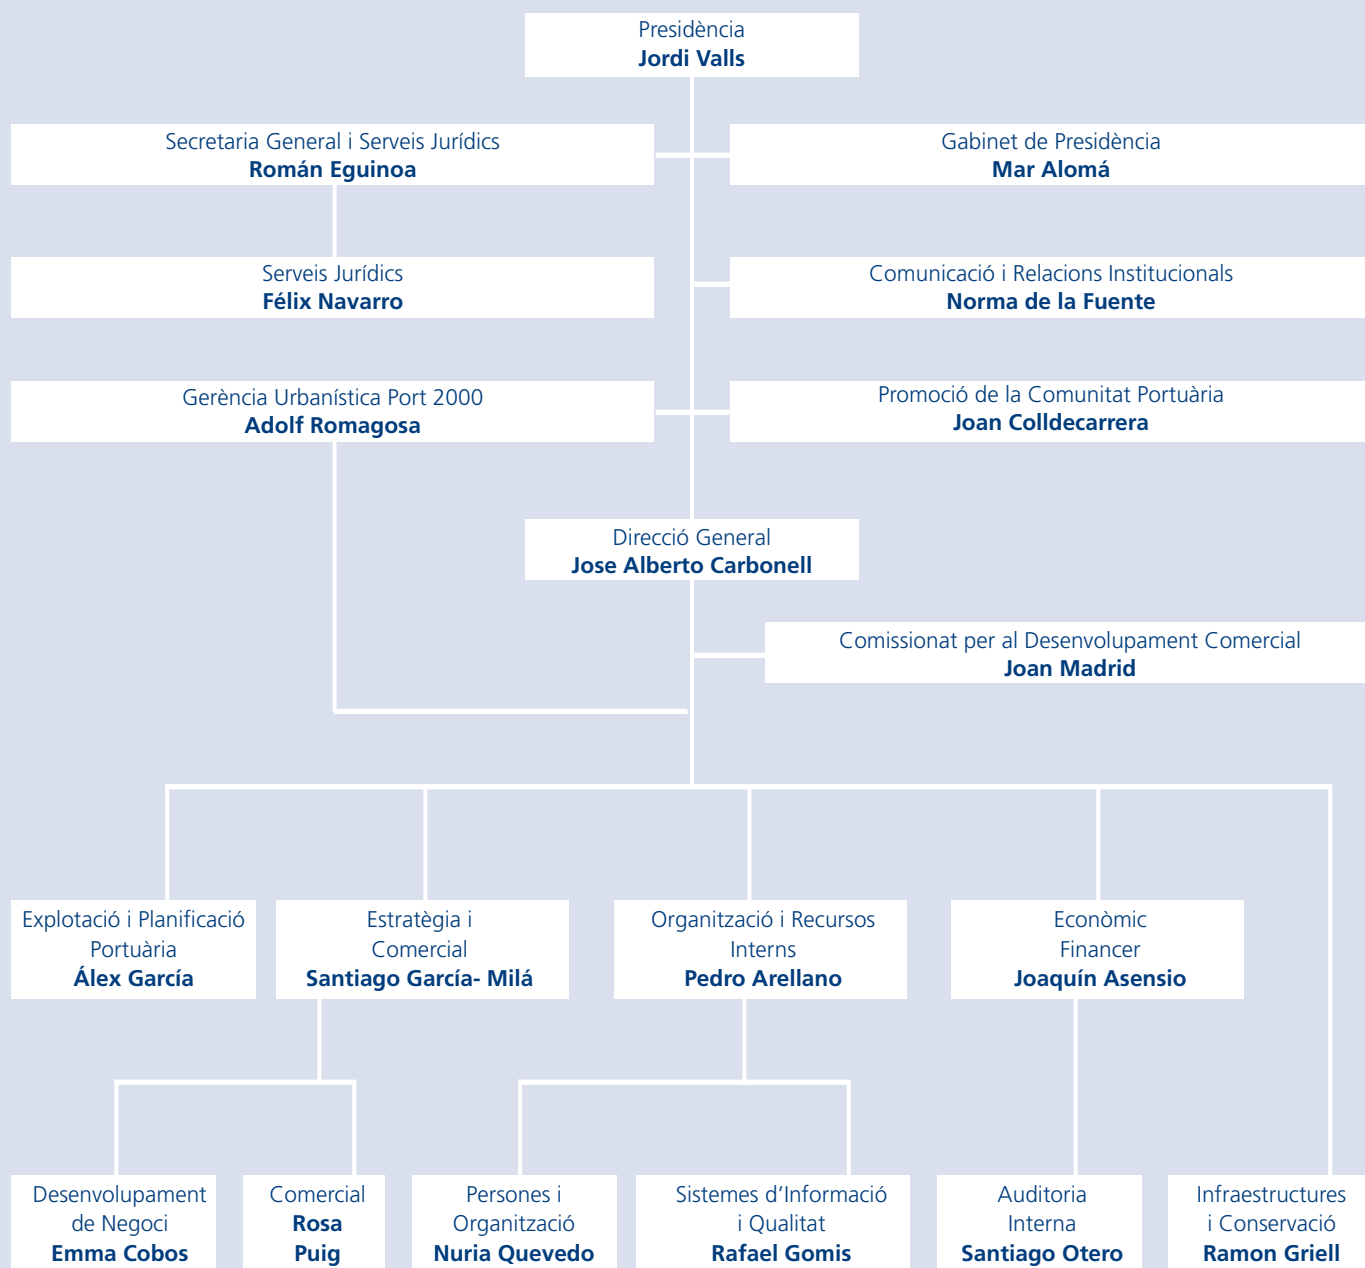 Presidència
Jordi Valls
Secretaria General i Serveis Jurídics
Román Eguinoa
Gabinet de Presidència
Mar Alomá
Serveis Jurídics
Félix Navarro
Comunicació i Relacions Institucionals
Norma de la Fuente
Gerència Urbanística Port 2000
Adolf Romagosa
Promoció de la Comunitat Portuària
Joan Colldecarrera
Direcció General
Jose Alberto Carbonell
Comissionat per al Desenvolupament Comercial
Joan Madrid
Explotació i Planificació
Portuària
Álex García
Estratègia i
Comercial
Santiago García- Milá
Organització i Recursos
Interns
Pedro Arellano
Econòmic
Financer
Joaquín Asensio
Desenvolupament
de Negoci
Emma Cobos
Comercial
Rosa
Puig
Persones i
Organització
Nuria Quevedo
Sistemes d’Informació
i Qualitat
Rafael Gomis
Auditoria
Interna
Santiago Otero
Infraestructures
i Conservació
Ramon Griell